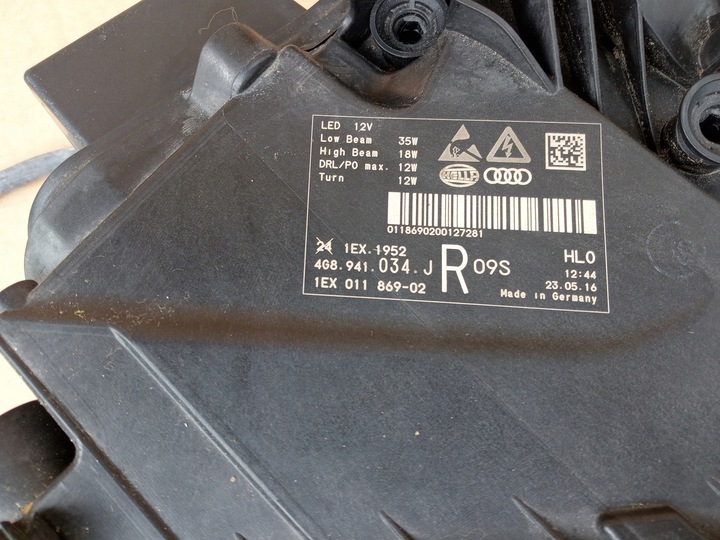 LED 12V
Low Beam 35W
High Beam 18W
DRL/PO max. 12W
Turn 12W
HELLA
0118690200127281
24 1EX.1952
HL0
4G8.941.034.J R 09S
12:44
1EX 011 869-02
23.05.16
Made in Germany